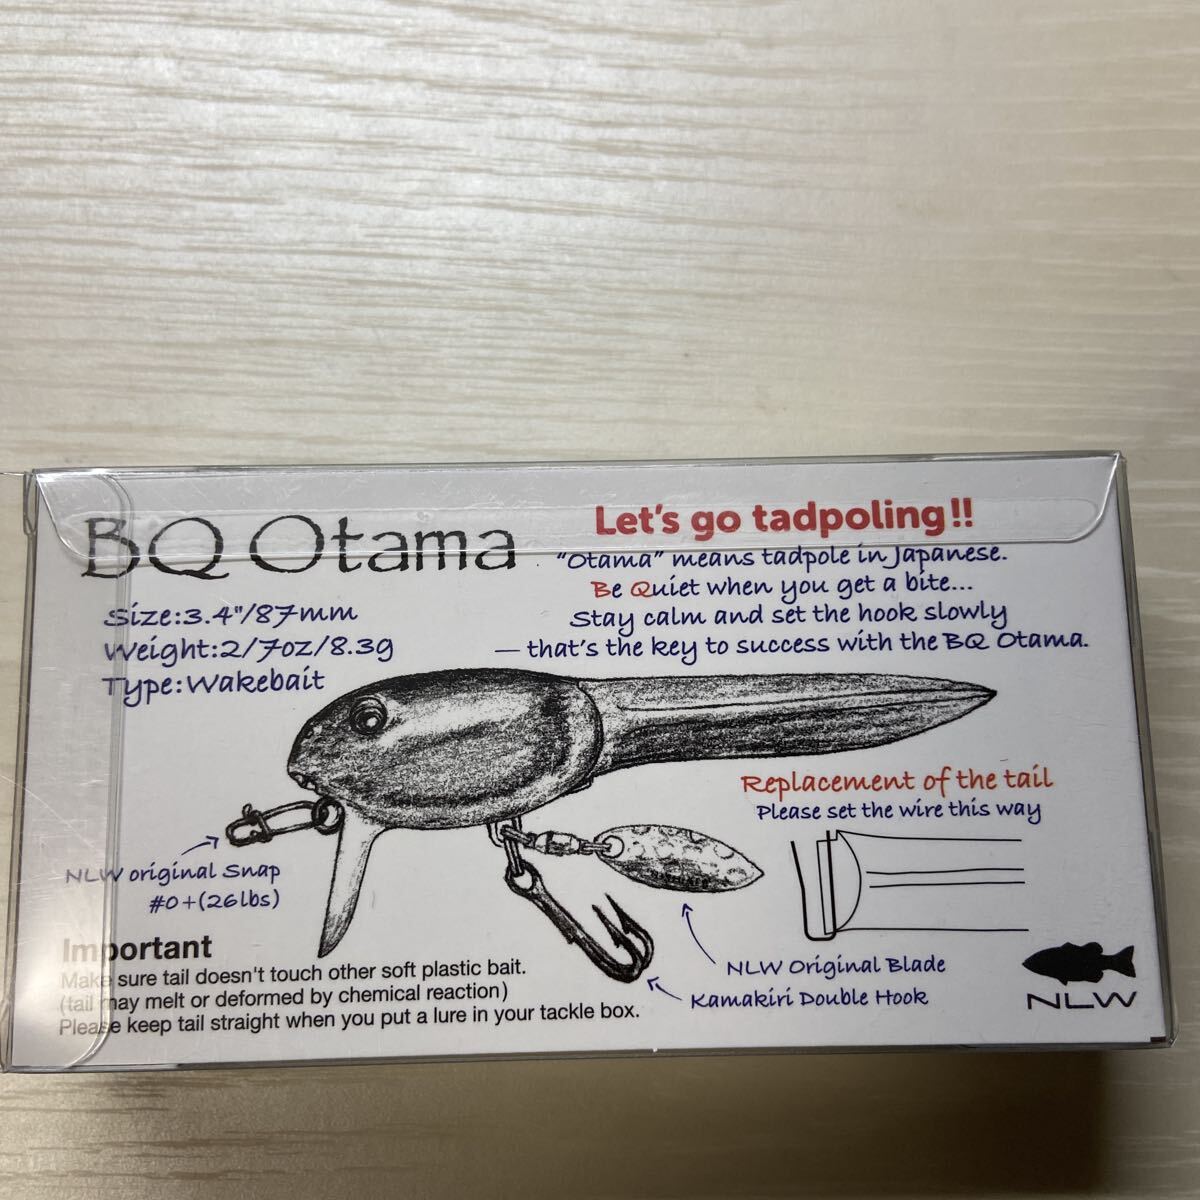 BQ Otama
Let's go tadpoling!!
"Otama" means tadpole in Japanese.
Be Quiet when you get a bite...
Stay calm and set the hook slowly
— that's the key to success with the BQ Otama.
Size:3.4"/87mm
Weight:2/7oz/8.3g
Type:Wakebait
Replacement of the tail
Please set the wire this way
NLW original Snap
#0+(26lbs)
NLW Original Blade
Kamakiri Double Hook
Important
Make sure tail doesn't touch other soft plastic bait.
(tail may melt or deformed by chemical reaction)
Please keep tail straight when you put a lure in your tackle box.
NLW